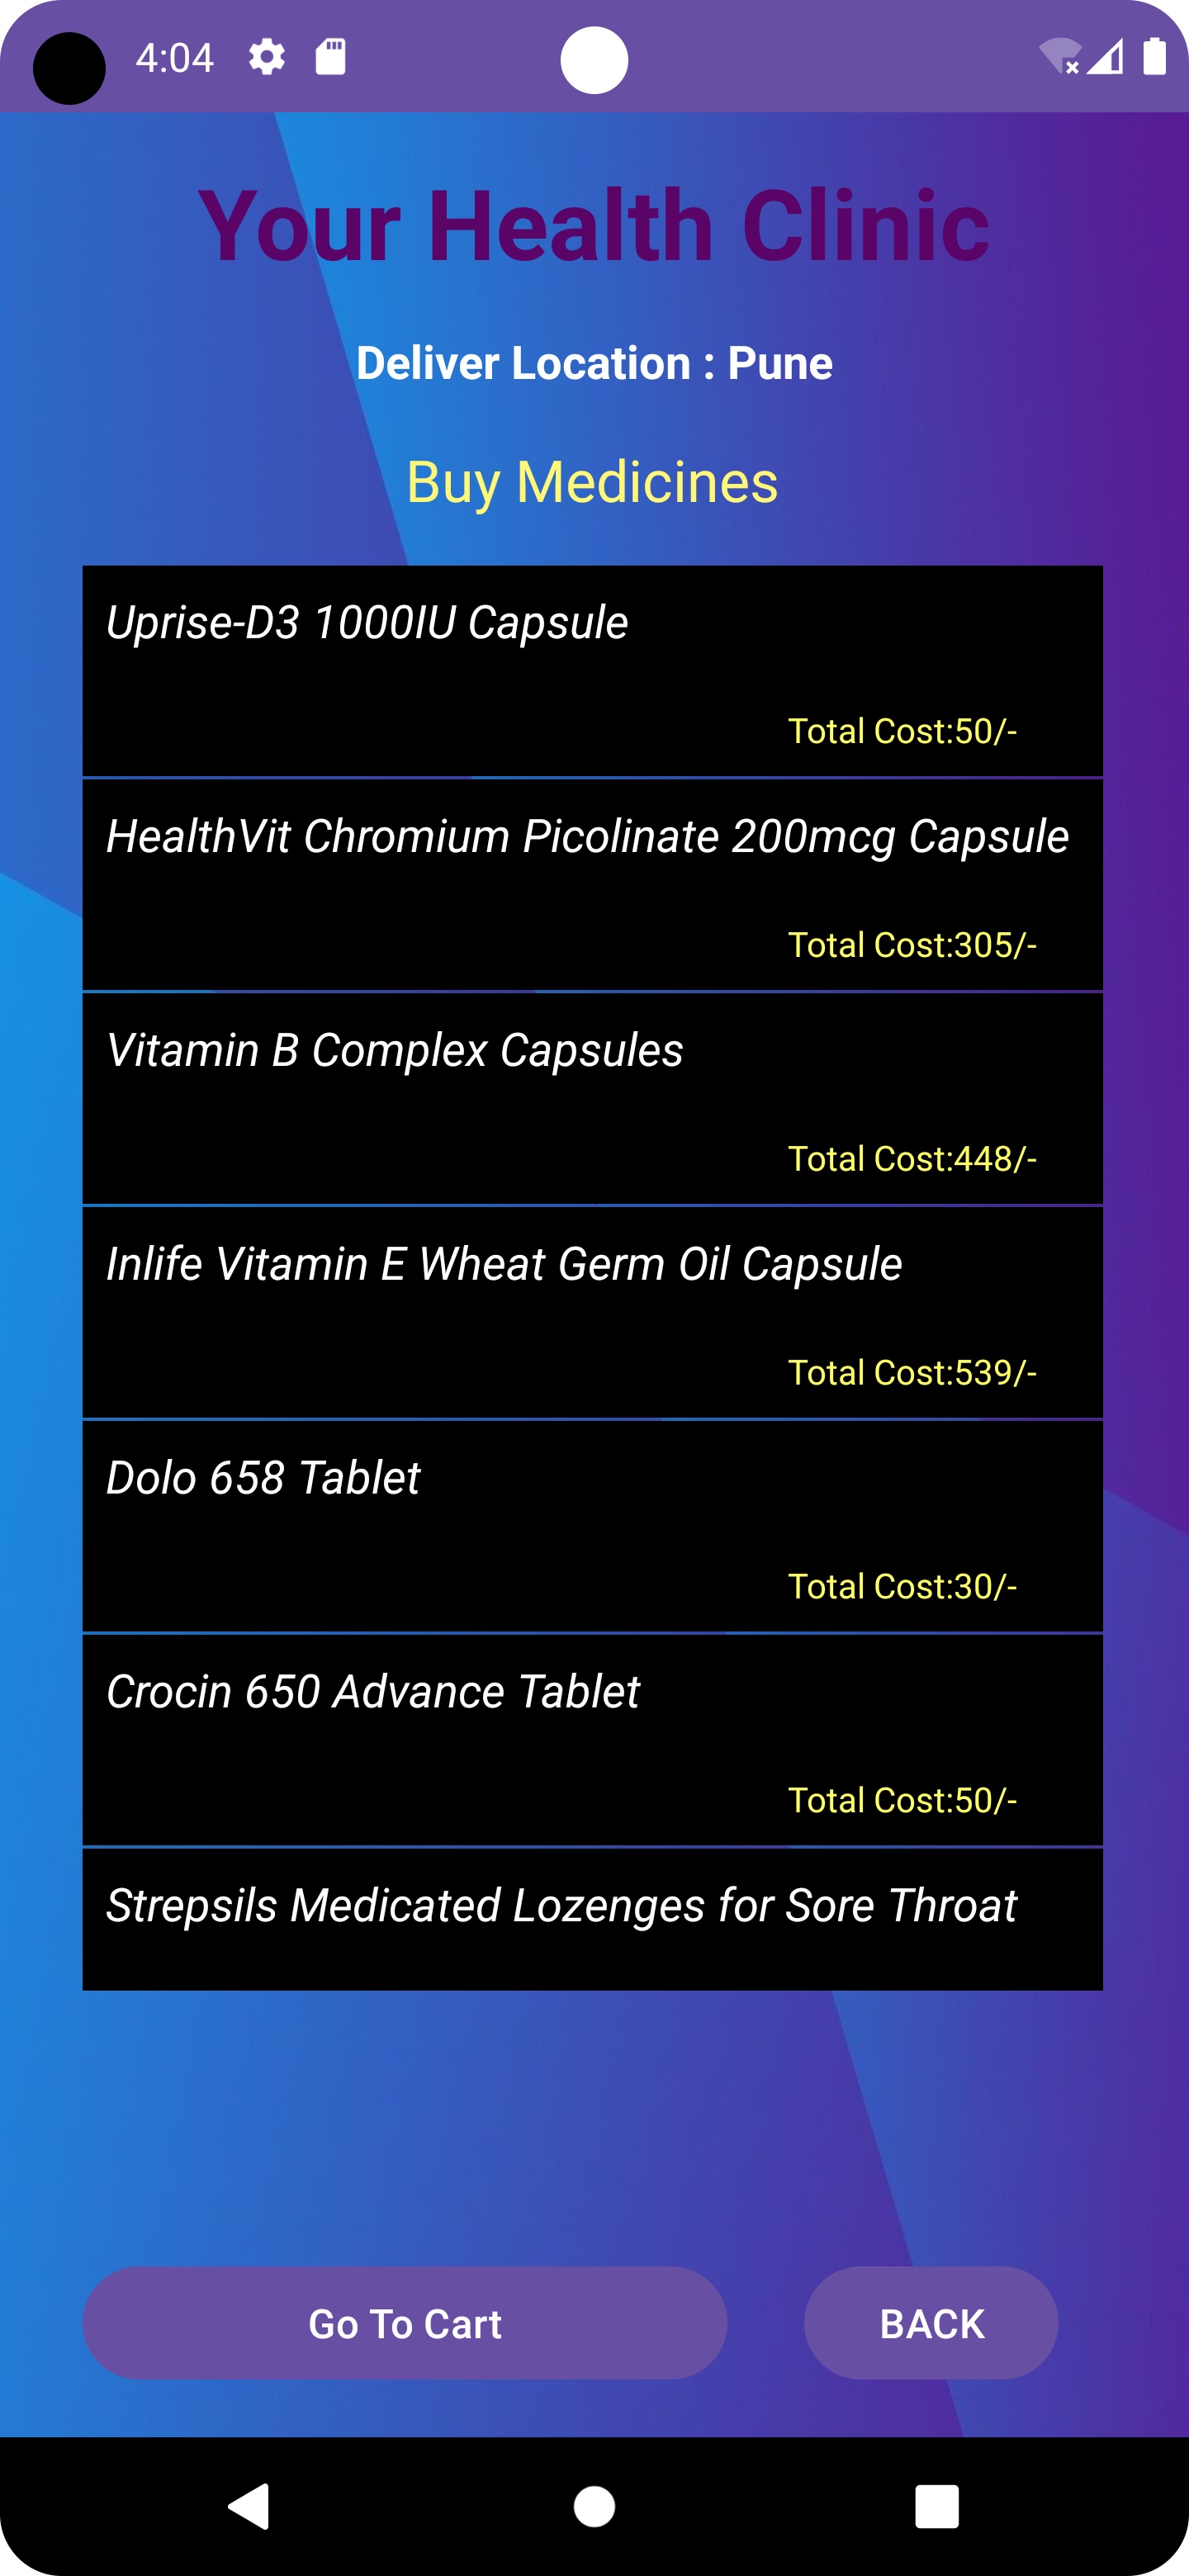 4:04
Your Health Clinic
Deliver Location : Pune
Buy Medicines
Uprise-D3 1000IU Capsule
Total Cost:50/-
HealthVit Chromium Picolinate 200mcg Capsule
Total Cost:305/-
Vitamin B Complex Capsules
Total Cost:448/-
Inlife Vitamin E Wheat Germ Oil Capsule
Total Cost:539/-
Dolo 658 Tablet
Total Cost:30/-
Crocin 650 Advance Tablet
Total Cost:50/-
Strepsils Medicated Lozenges for Sore Throat
Go To Cart
BACK